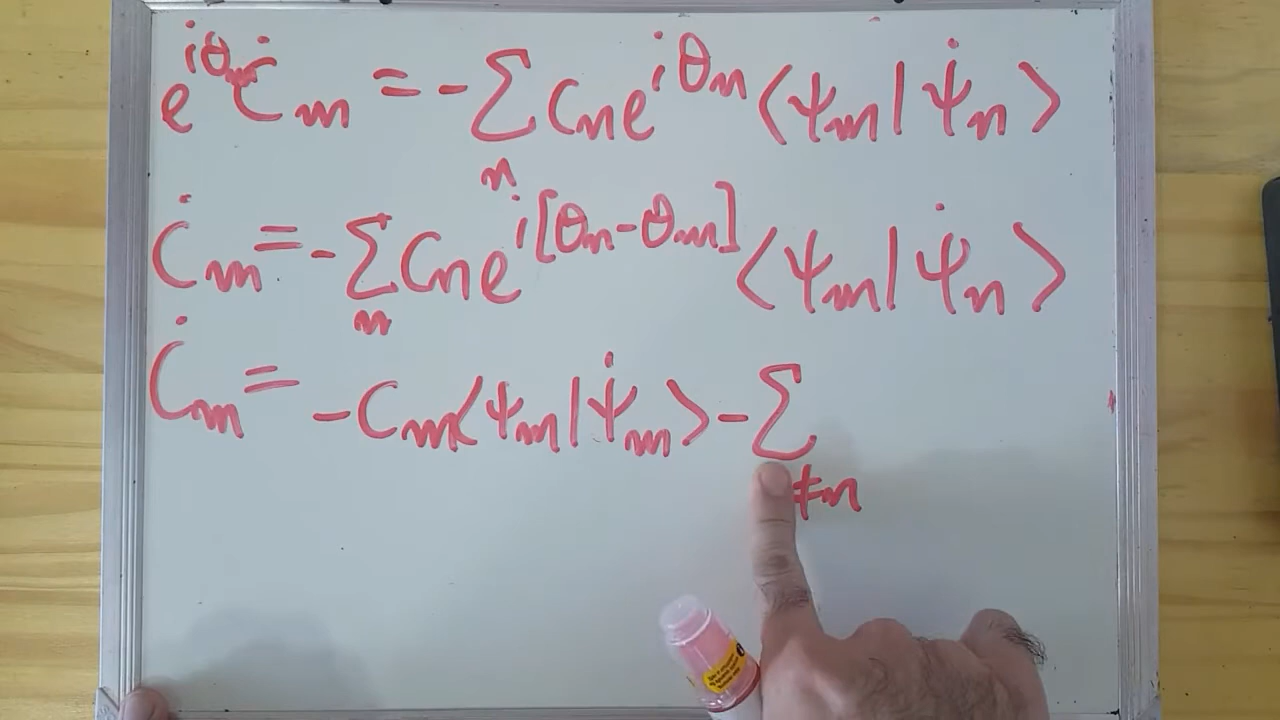 e^{iθ_m} ċ_m = - Σ_n c_n e^{iθ_n} ⟨ψ_m | ψ̇_n⟩
ċ_m = - Σ_n c_n e^{i[θ_n - θ_m]} ⟨ψ_m | ψ̇_n⟩
ċ_m = - c_m ⟨ψ_m | ψ̇_m⟩ - Σ_{≠m}